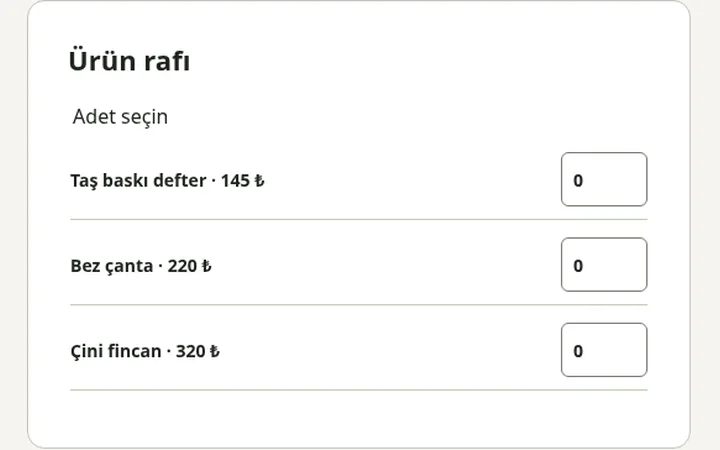 Ürün rafı
Adet seçin
Taş baskı defter · 145 ₺ 0
Bez çanta · 220 ₺ 0
Çini fincan · 320 ₺ 0